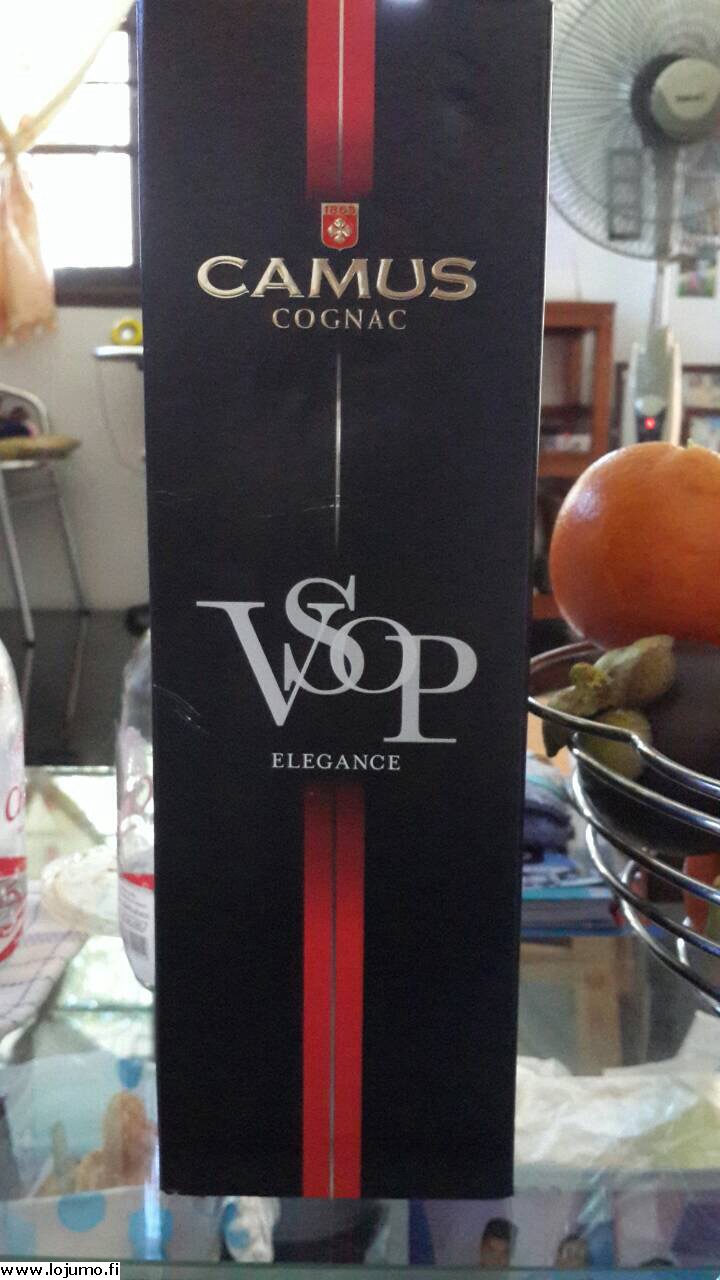 1863
CAMUS
COGNAC
VSOP
ELEGANCE
www.lojumo.fi